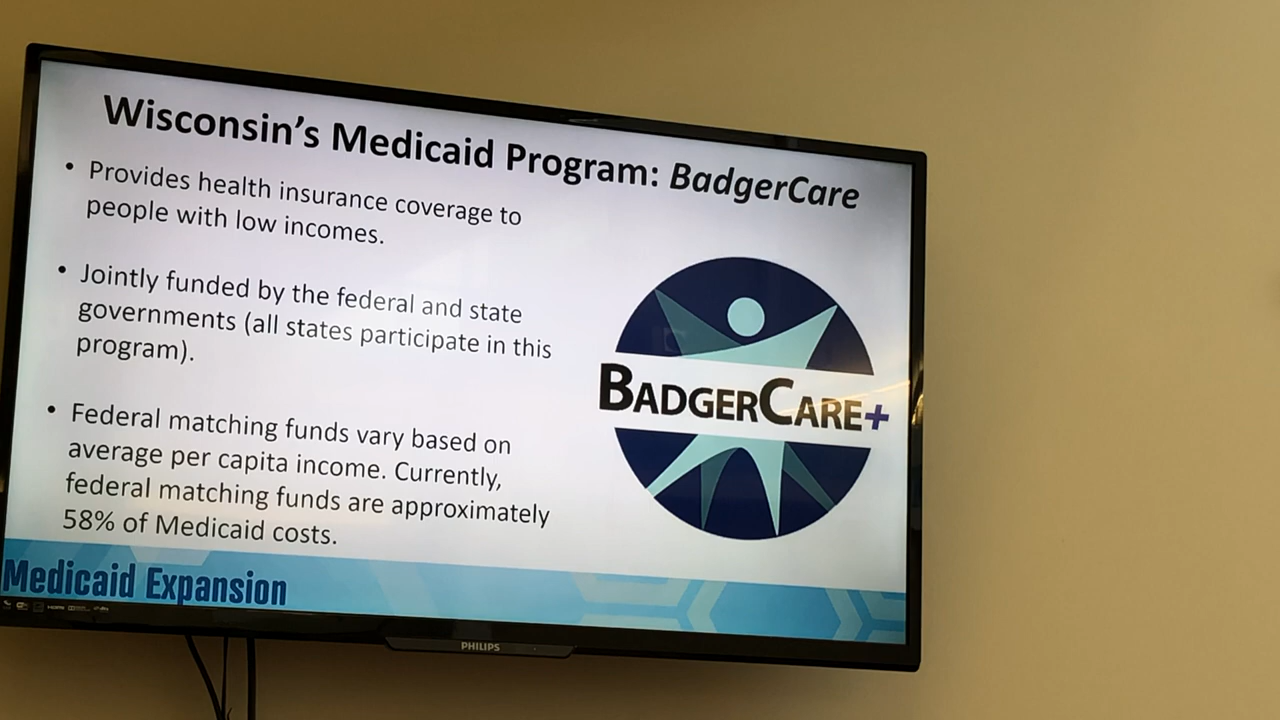 Wisconsin's Medicaid Program: BadgerCare
• Provides health insurance coverage to
people with low incomes.
• Jointly funded by the federal and state
governments (all states participate in this
program).
• Federal matching funds vary based on
average per capita income. Currently,
federal matching funds are approximately
58% of Medicaid costs.
BADGERCARE+
Medicaid Expansion
PHILIPS